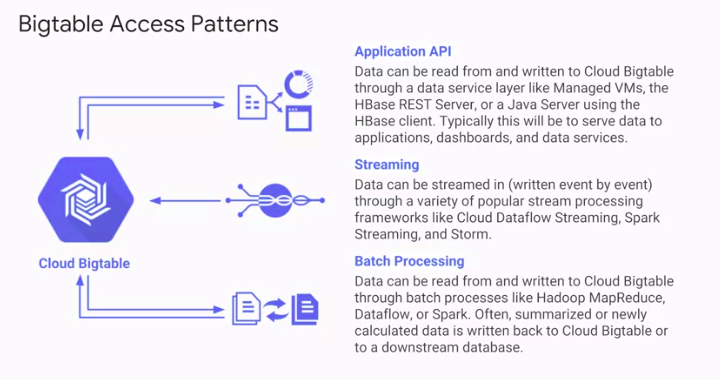 Bigtable Access Patterns
Application API
Data can be read from and written to Cloud Bigtable
through a data service layer like Managed VMs, the
HBase REST Server, or a Java Server using the
HBase client. Typically this will be to serve data to
applications, dashboards, and data services.
Streaming
Data can be streamed in (written event by event)
through a variety of popular stream processing
frameworks like Cloud Dataflow Streaming, Spark
Streaming, and Storm.
Cloud Bigtable
Batch Processing
Data can be read from and written to Cloud Bigtable
through batch processes like Hadoop MapReduce,
Dataflow, or Spark. Often, summarized or newly
calculated data is written back to Cloud Bigtable or
to a downstream database.